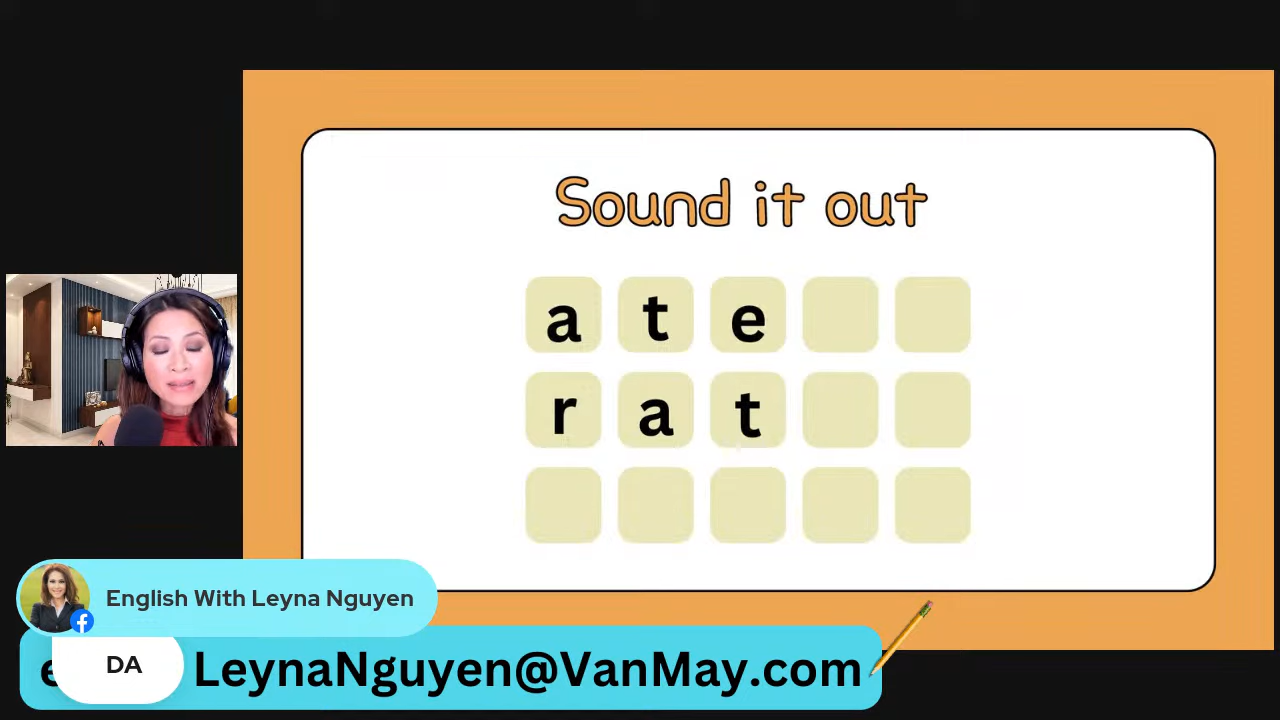 Sound it out
a t e
r a t
English With Leyna Nguyen
DA
e LeynaNguyen@VanMay.com